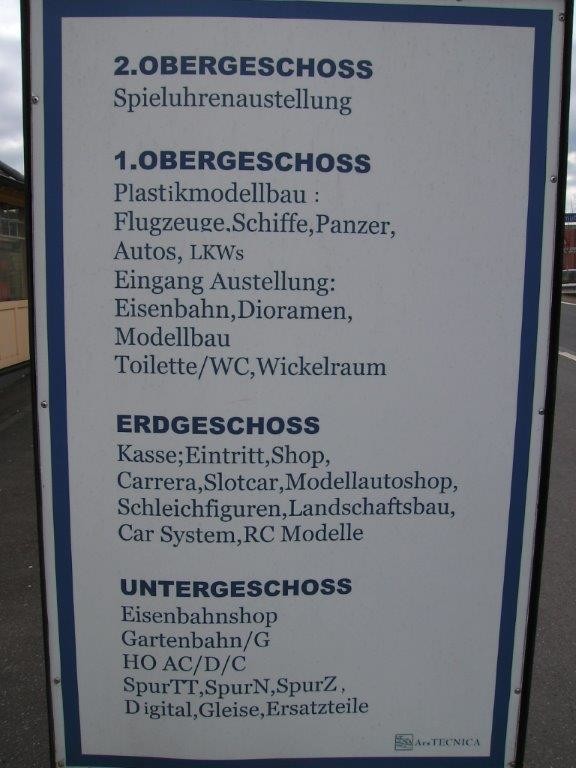 2.OBERGESCHOSS
Spieluhrenaustellung
1.OBERGESCHOSS
Plastikmodellbau :
Flugzeuge,Schiffe,Panzer,
Autos, LKWs
Eingang Austellung:
Eisenbahn,Dioramen,
Modellbau
Toilette/WC,Wickelraum
ERDGESCHOSS
Kasse;Eintritt,Shop,
Carrera,Slotcar,Modellautoshop,
Schleichfiguren,Landschaftsbau,
Car System,RC Modelle
UNTERGESCHOSS
Eisenbahnshop
Gartenbahn/G
HO AC/D/C
SpurTT,SpurN,SpurZ,
Digital,Gleise,Ersatzteile
ArsTECNICA